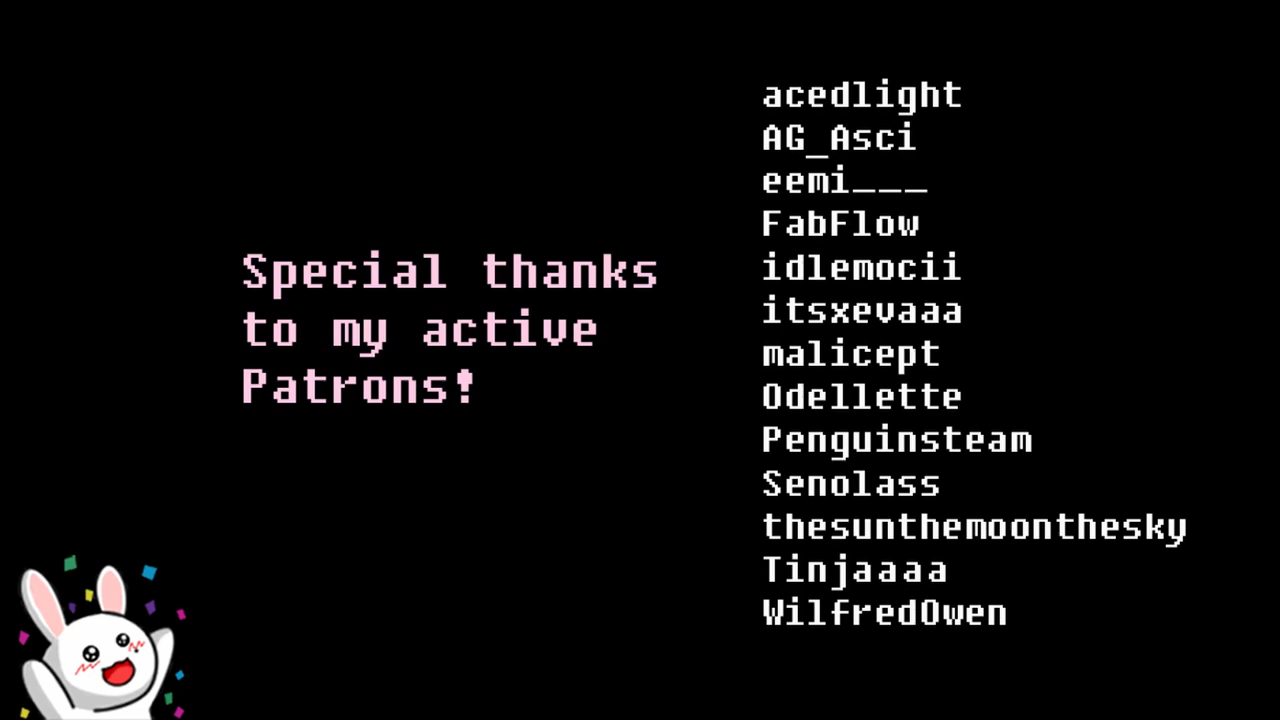 Special thanks
to my active
Patrons!
acedlight
AG_Asci
eemi___
FabFlow
idlemocii
itsxevaaa
malicept
Odellette
Penguinsteam
Senolass
thesunthemoonthesky
Tinjaaaa
WilfredOwen